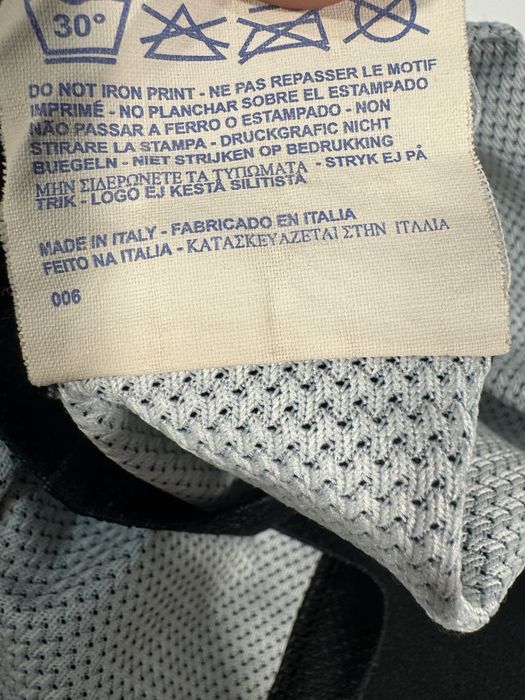 30°
DO NOT IRON PRINT - NE PAS REPASSER LE MOTIF
IMPRIMÉ - NO PLANCHAR SOBRE EL ESTAMPADO
NÃO PASSAR A FERRO O ESTAMPADO - NON
STIRARE LA STAMPA - DRUCKGRAFIC NICHT
BUEGELN - NIET STRIJKEN OP BEDRUKKING
ΜΗΝ ΣΙΔΕΡΩΝΕΤΕ ΤΑ ΤΥΠΩΜΑΤΑ - STRYK EJ PÅ
TRIK - LOGO EJ KESTÄ SILITISTÄ
MADE IN ITALY - FABRICADO EN ITALIA
FEITO NA ITALIA - ΚΑΤΑΣΚΕΥΑΖΕΤΑΙ ΣΤΗΝ ΙΤΛΛΙΑ
006